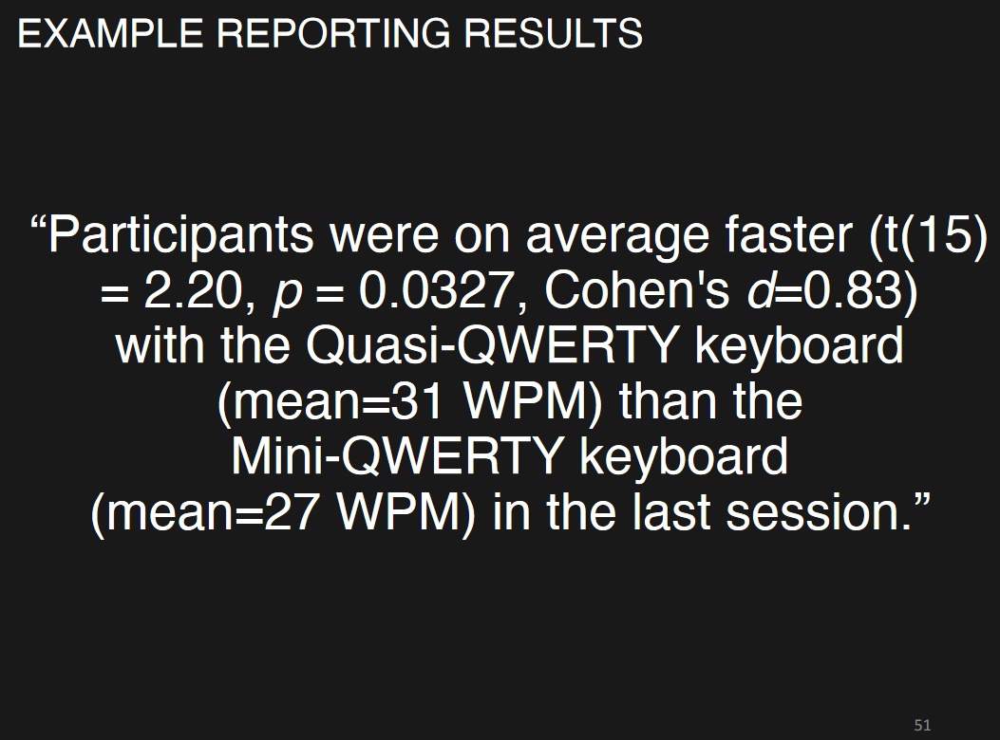 EXAMPLE REPORTING RESULTS
“Participants were on average faster (t(15)
= 2.20, p = 0.0327, Cohen's d=0.83)
with the Quasi-QWERTY keyboard
(mean=31 WPM) than the
Mini-QWERTY keyboard
(mean=27 WPM) in the last session.”
51